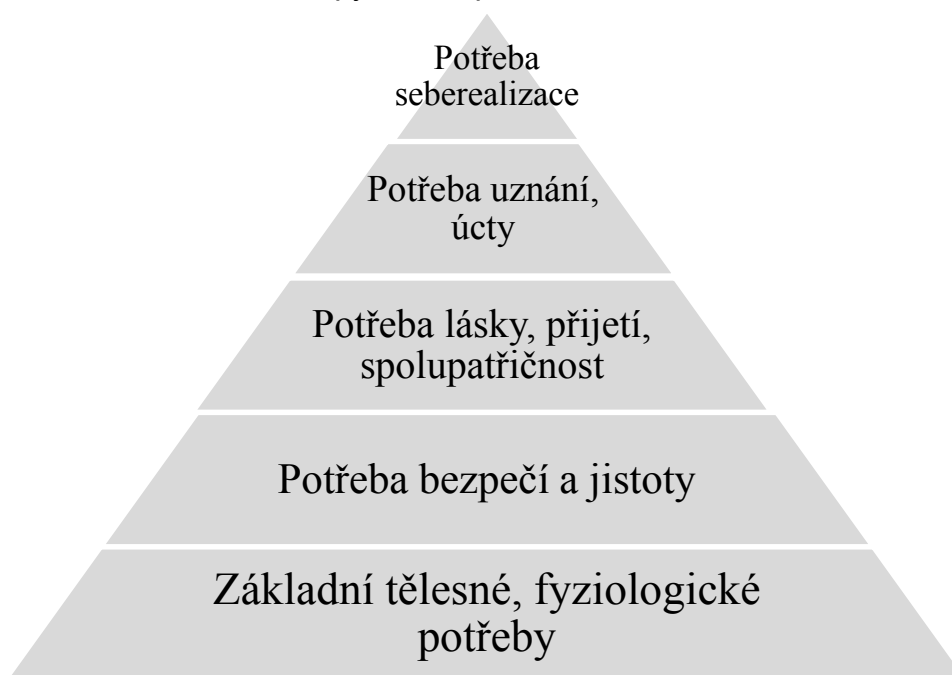 Potřeba
seberealizace
Potřeba uznání,
úcty
Potřeba lásky, přijetí,
spolupatřičnost
Potřeba bezpečí a jistoty
Základní tělesné, fyziologické
potřeby